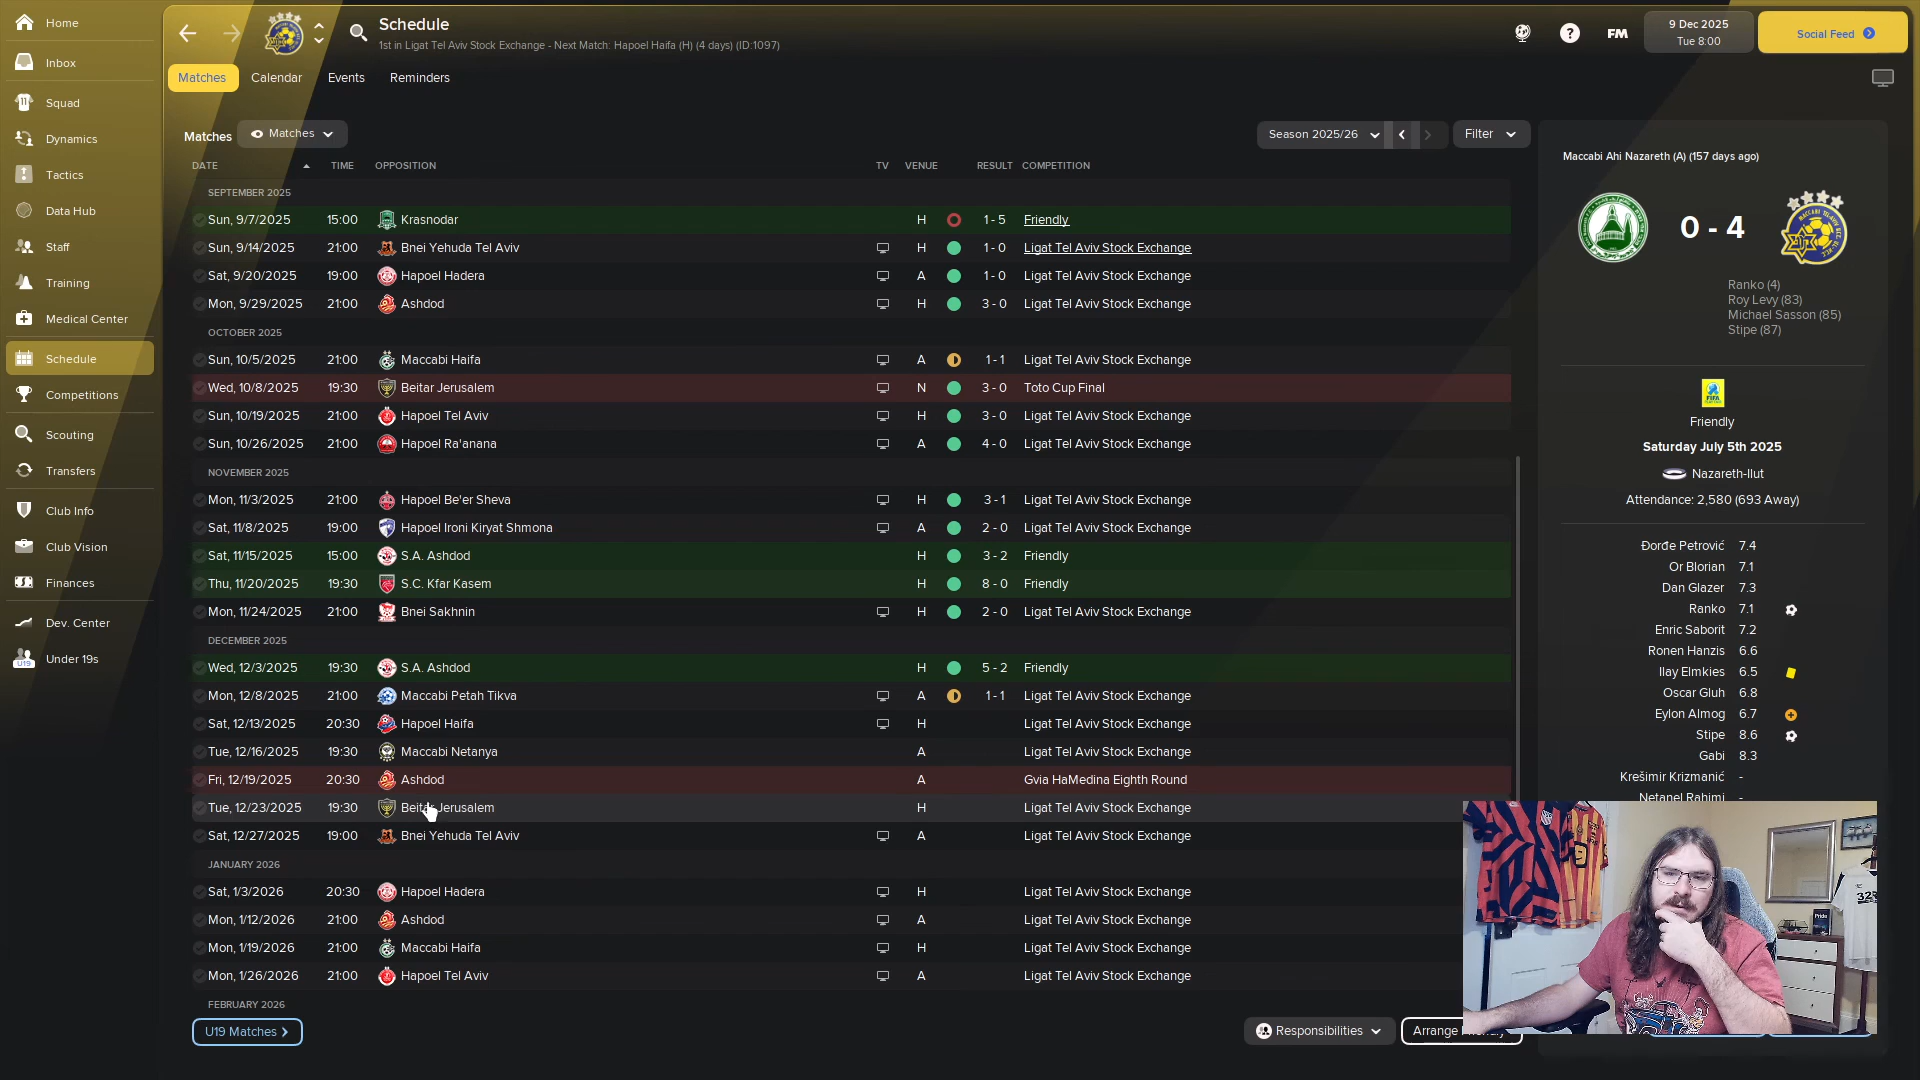 Home
Inbox
Squad
Dynamics
Tactics
Data Hub
Staff
Training
Medical Center
Schedule
Competitions
Scouting
Transfers
Club Info
Club Vision
Finances
Dev. Center
U19
Under 19s
Schedule
1st in Ligat Tel Aviv Stock Exchange - Next Match: Hapoel Haifa (H) (4 days) (ID:1097)
? FM
9 Dec 2025
Tue 8:00
Social Feed
Matches Calendar Events Reminders
Matches Matches
Season 2025/26 Filter
DATE TIME OPPOSITION TV VENUE RESULT COMPETITION
SEPTEMBER 2025
Sun, 9/7/2025 15:00 Krasnodar H 1 - 5 Friendly
Sun, 9/14/2025 21:00 Bnei Yehuda Tel Aviv H 1 - 0 Ligat Tel Aviv Stock Exchange
Sat, 9/20/2025 19:00 Hapoel Hadera A 1 - 0 Ligat Tel Aviv Stock Exchange
Mon, 9/29/2025 21:00 Ashdod H 3 - 0 Ligat Tel Aviv Stock Exchange
OCTOBER 2025
Sun, 10/5/2025 21:00 Maccabi Haifa A 1 - 1 Ligat Tel Aviv Stock Exchange
Wed, 10/8/2025 19:30 Beitar Jerusalem N 3 - 0 Toto Cup Final
Sun, 10/19/2025 21:00 Hapoel Tel Aviv H 3 - 0 Ligat Tel Aviv Stock Exchange
Sun, 10/26/2025 21:00 Hapoel Ra'anana A 4 - 0 Ligat Tel Aviv Stock Exchange
NOVEMBER 2025
Mon, 11/3/2025 21:00 Hapoel Be'er Sheva H 3 - 1 Ligat Tel Aviv Stock Exchange
Sat, 11/8/2025 19:00 Hapoel Ironi Kiryat Shmona A 2 - 0 Ligat Tel Aviv Stock Exchange
Sat, 11/15/2025 15:00 S.A. Ashdod H 3 - 2 Friendly
Thu, 11/20/2025 19:30 S.C. Kfar Kasem H 8 - 0 Friendly
Mon, 11/24/2025 21:00 Bnei Sakhnin H 2 - 0 Ligat Tel Aviv Stock Exchange
DECEMBER 2025
Wed, 12/3/2025 19:30 S.A. Ashdod H 5 - 2 Friendly
Mon, 12/8/2025 21:00 Maccabi Petah Tikva A 1 - 1 Ligat Tel Aviv Stock Exchange
Sat, 12/13/2025 20:30 Hapoel Haifa H Ligat Tel Aviv Stock Exchange
Tue, 12/16/2025 19:30 Maccabi Netanya A Ligat Tel Aviv Stock Exchange
Fri, 12/19/2025 20:30 Ashdod A Gvia HaMedina Eighth Round
Tue, 12/23/2025 19:30 Beitar Jerusalem H Ligat Tel Aviv Stock Exchange
Sat, 12/27/2025 19:00 Bnei Yehuda Tel Aviv A Ligat Tel Aviv Stock Exchange
JANUARY 2026
Sat, 1/3/2026 20:30 Hapoel Hadera H Ligat Tel Aviv Stock Exchange
Mon, 1/12/2026 21:00 Ashdod A Ligat Tel Aviv Stock Exchange
Mon, 1/19/2026 21:00 Maccabi Haifa H Ligat Tel Aviv Stock Exchange
Mon, 1/26/2026 21:00 Hapoel Tel Aviv A Ligat Tel Aviv Stock Exchange
FEBRUARY 2026
U19 Matches
Responsibilities
Arrange Friendly
Maccabi Ahi Nazareth (A) (157 days ago)
0 - 4
Ranko (4)
Roy Levy (83)
Michael Sasson (85)
Stipe (87)
Friendly
Saturday July 5th 2025
Nazareth-Ilut
Attendance: 2,580 (693 Away)
Đorđe Petrović 7.4
Or Blorian 7.1
Dan Glazer 7.3
Ranko 7.1
Enric Saborit 7.2
Ronen Hanzis 6.6
Ilay Elmkies 6.5
Oscar Gluh 6.8
Eylon Almog 6.7
Stipe 8.6
Gabi 8.3
Krešimir Krizmanić -
Netanel Rahimi -
Pride